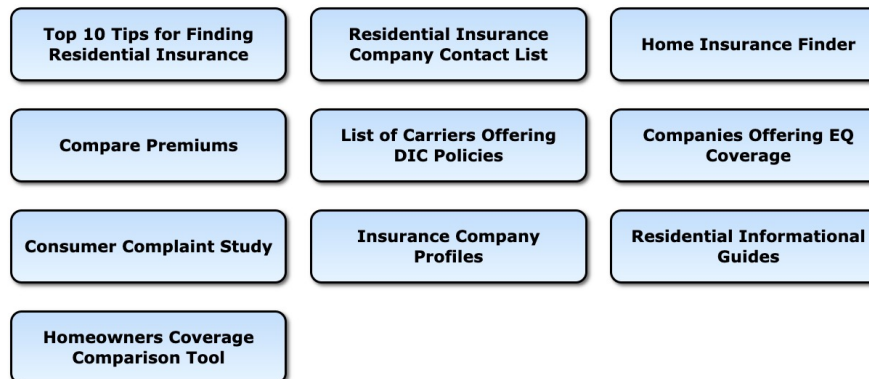 Top 10 Tips for Finding
Residential Insurance
Residential Insurance
Company Contact List
Home Insurance Finder
Compare Premiums
List of Carriers Offering
DIC Policies
Companies Offering EQ
Coverage
Consumer Complaint Study
Insurance Company
Profiles
Residential Informational
Guides
Homeowners Coverage
Comparison Tool